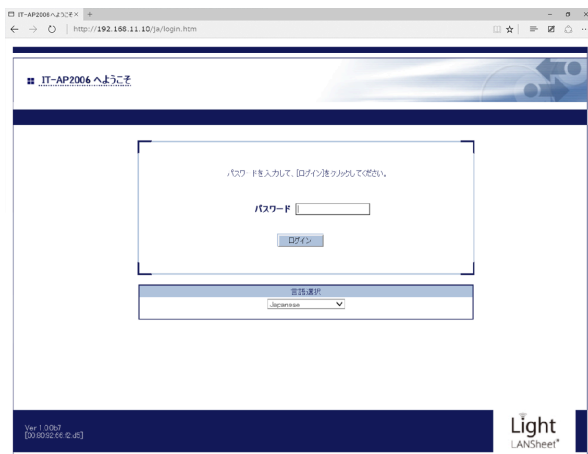 IT-AP2006へようこそ
http://192.168.11.10/ja/login.htm
IT-AP2006 へようこそ
パスワードを入力して、[ログイン]をクリックしてください。
パスワード
ログイン
言語選択
Japanese
Ver 1.0.0b7
Light
LANSheet